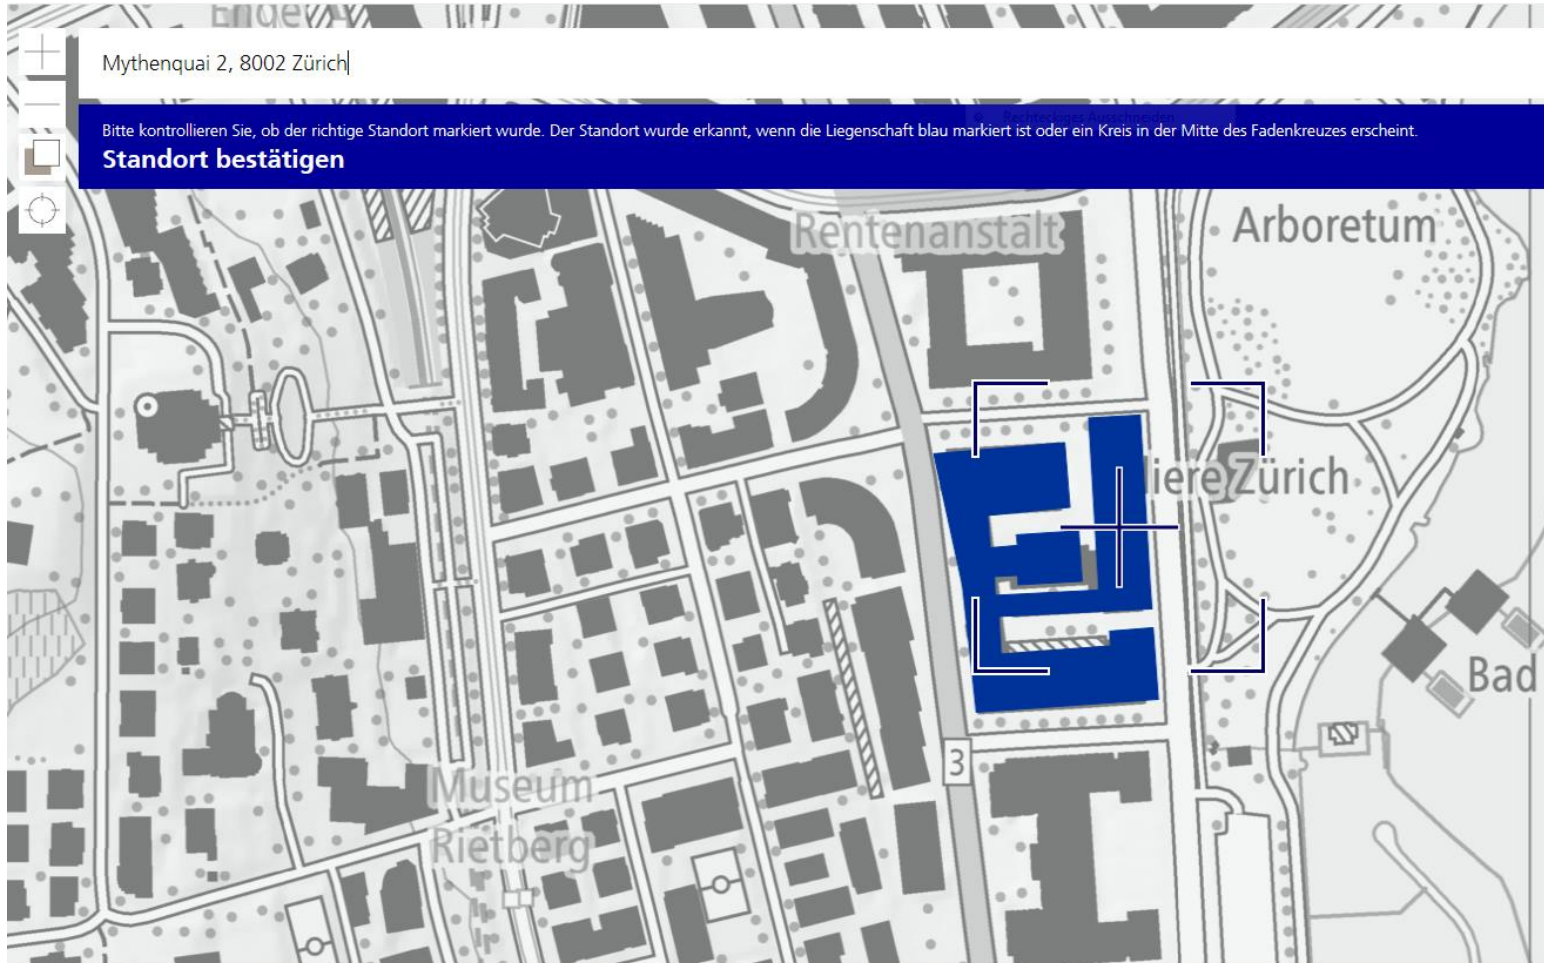 Ende
Mythenquai 2, 8002 Zürich
Bitte kontrollieren Sie, ob der richtige Standort markiert wurde. Der Standort wurde erkannt, wenn die Liegenschaft blau markiert ist oder ein Kreis in der Mitte des Fadenkreuzes erscheint.
Standort bestätigen
Rentenanstalt
Arboretum
liere Zürich
Bad
3
Museum
Rietberg